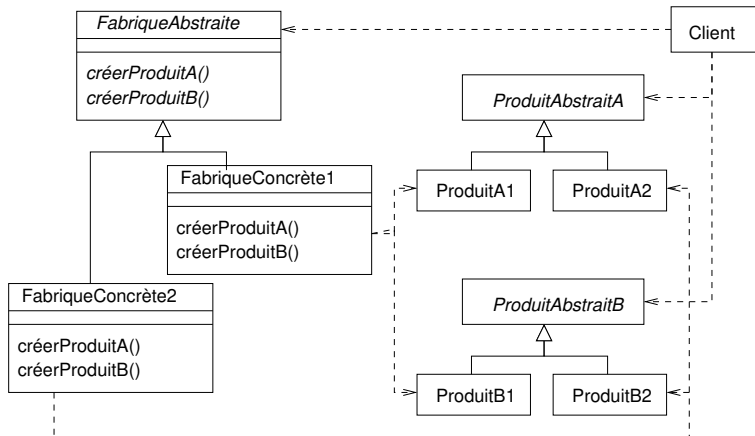 FabriqueAbstraite
créerProduitA()
créerProduitB()
Client
ProduitAbstraitA
FabriqueConcrète1
créerProduitA()
créerProduitB()
ProduitA1
ProduitA2
FabriqueConcrète2
créerProduitA()
créerProduitB()
ProduitAbstraitB
ProduitB1
ProduitB2